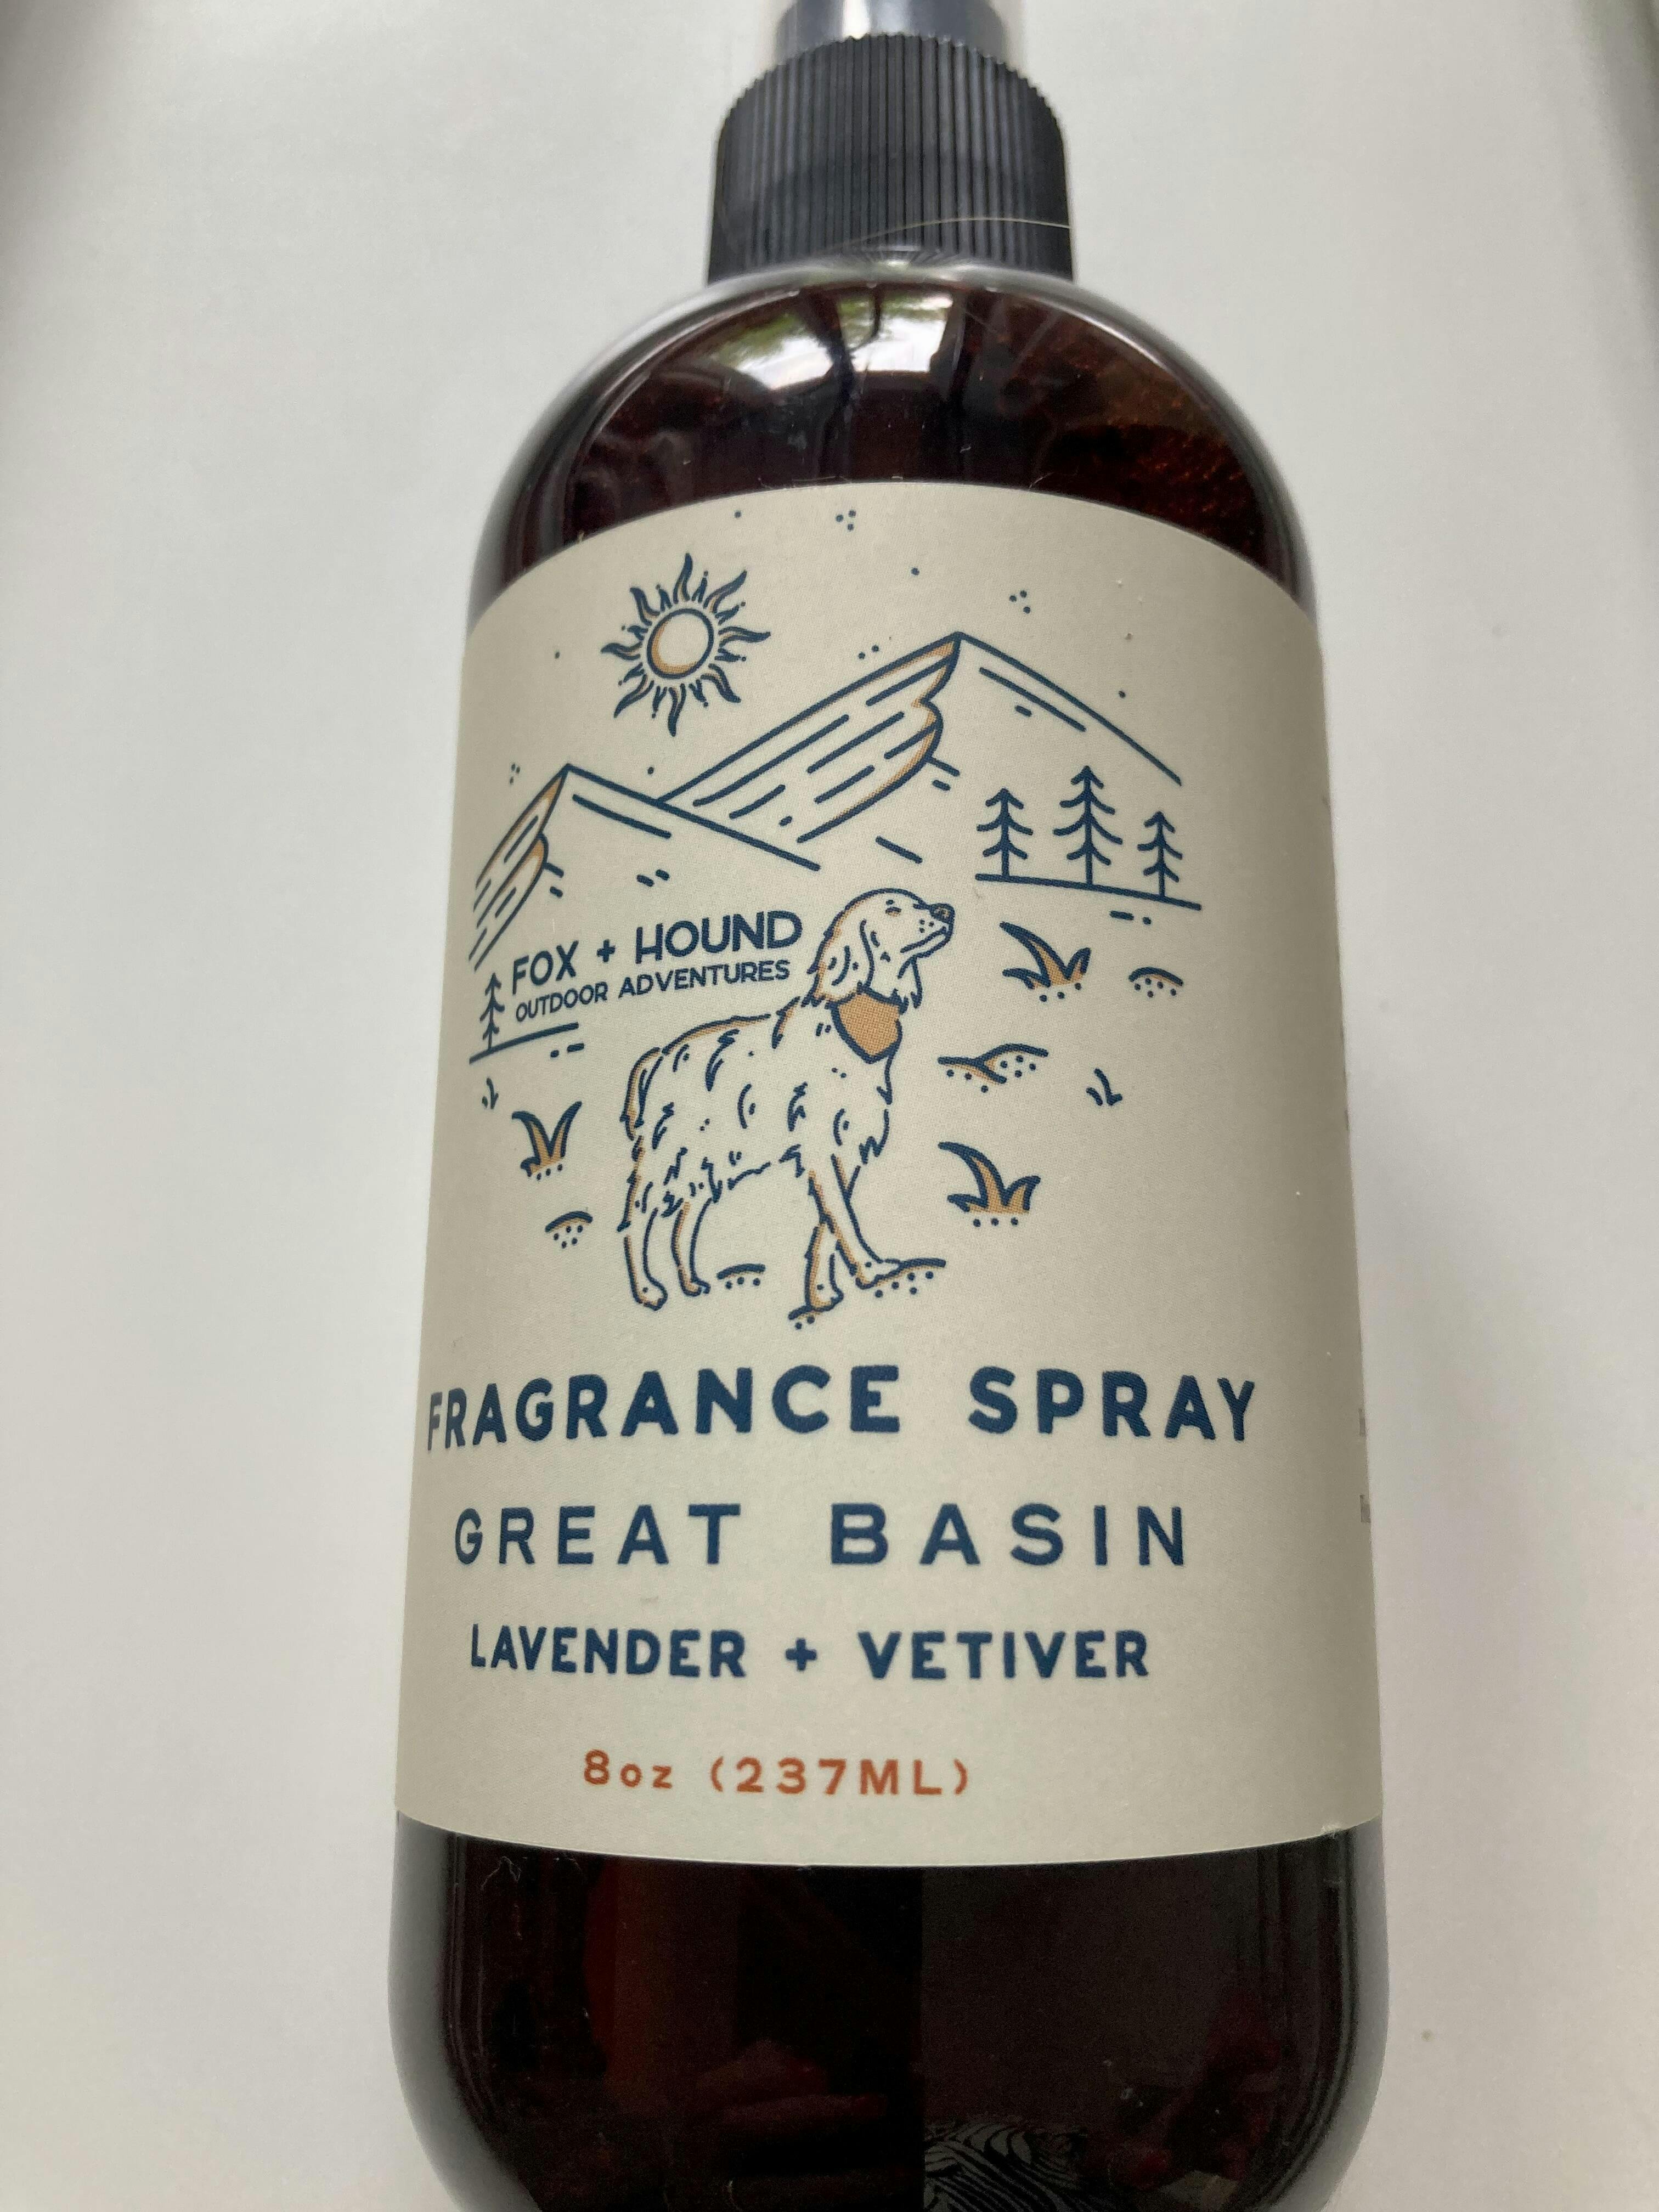 FOX + HOUND
OUTDOOR ADVENTURES
FRAGRANCE SPRAY
GREAT BASIN
LAVENDER + VETIVER
8oz (237ML)